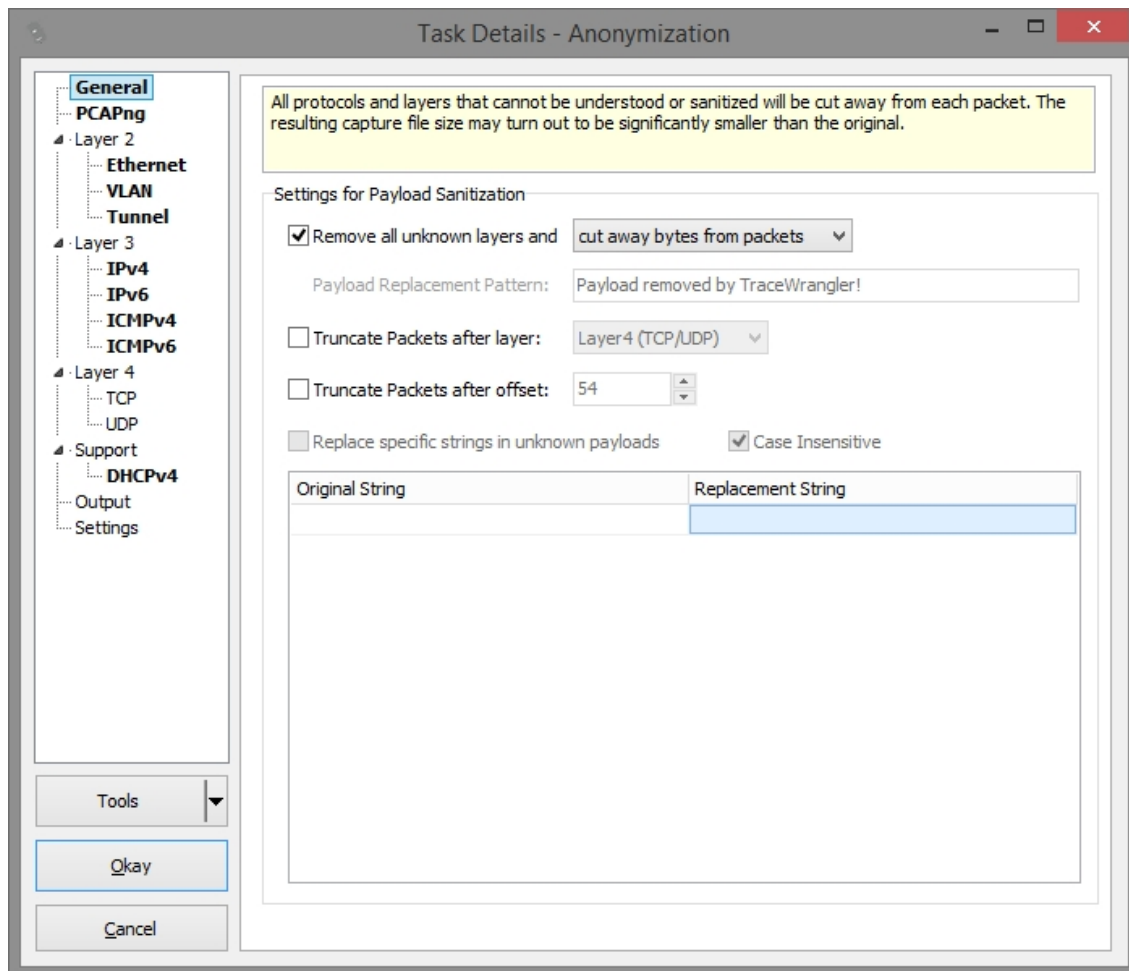 Task Details - Anonymization
General
PCAPng
Layer 2
Ethernet
VLAN
Tunnel
Layer 3
IPv4
IPv6
ICMPv4
ICMPv6
Layer 4
TCP
UDP
Support
DHCPv4
Output
Settings
Tools
Okay
Cancel
All protocols and layers that cannot be understood or sanitized will be cut away from each packet. The
resulting capture file size may turn out to be significantly smaller than the original.
Settings for Payload Sanitization
Remove all unknown layers and cut away bytes from packets
Payload Replacement Pattern: Payload removed by TraceWrangler!
Truncate Packets after layer: Layer4 (TCP/UDP)
Truncate Packets after offset: 54
Replace specific strings in unknown payloads Case Insensitive
Original String Replacement String